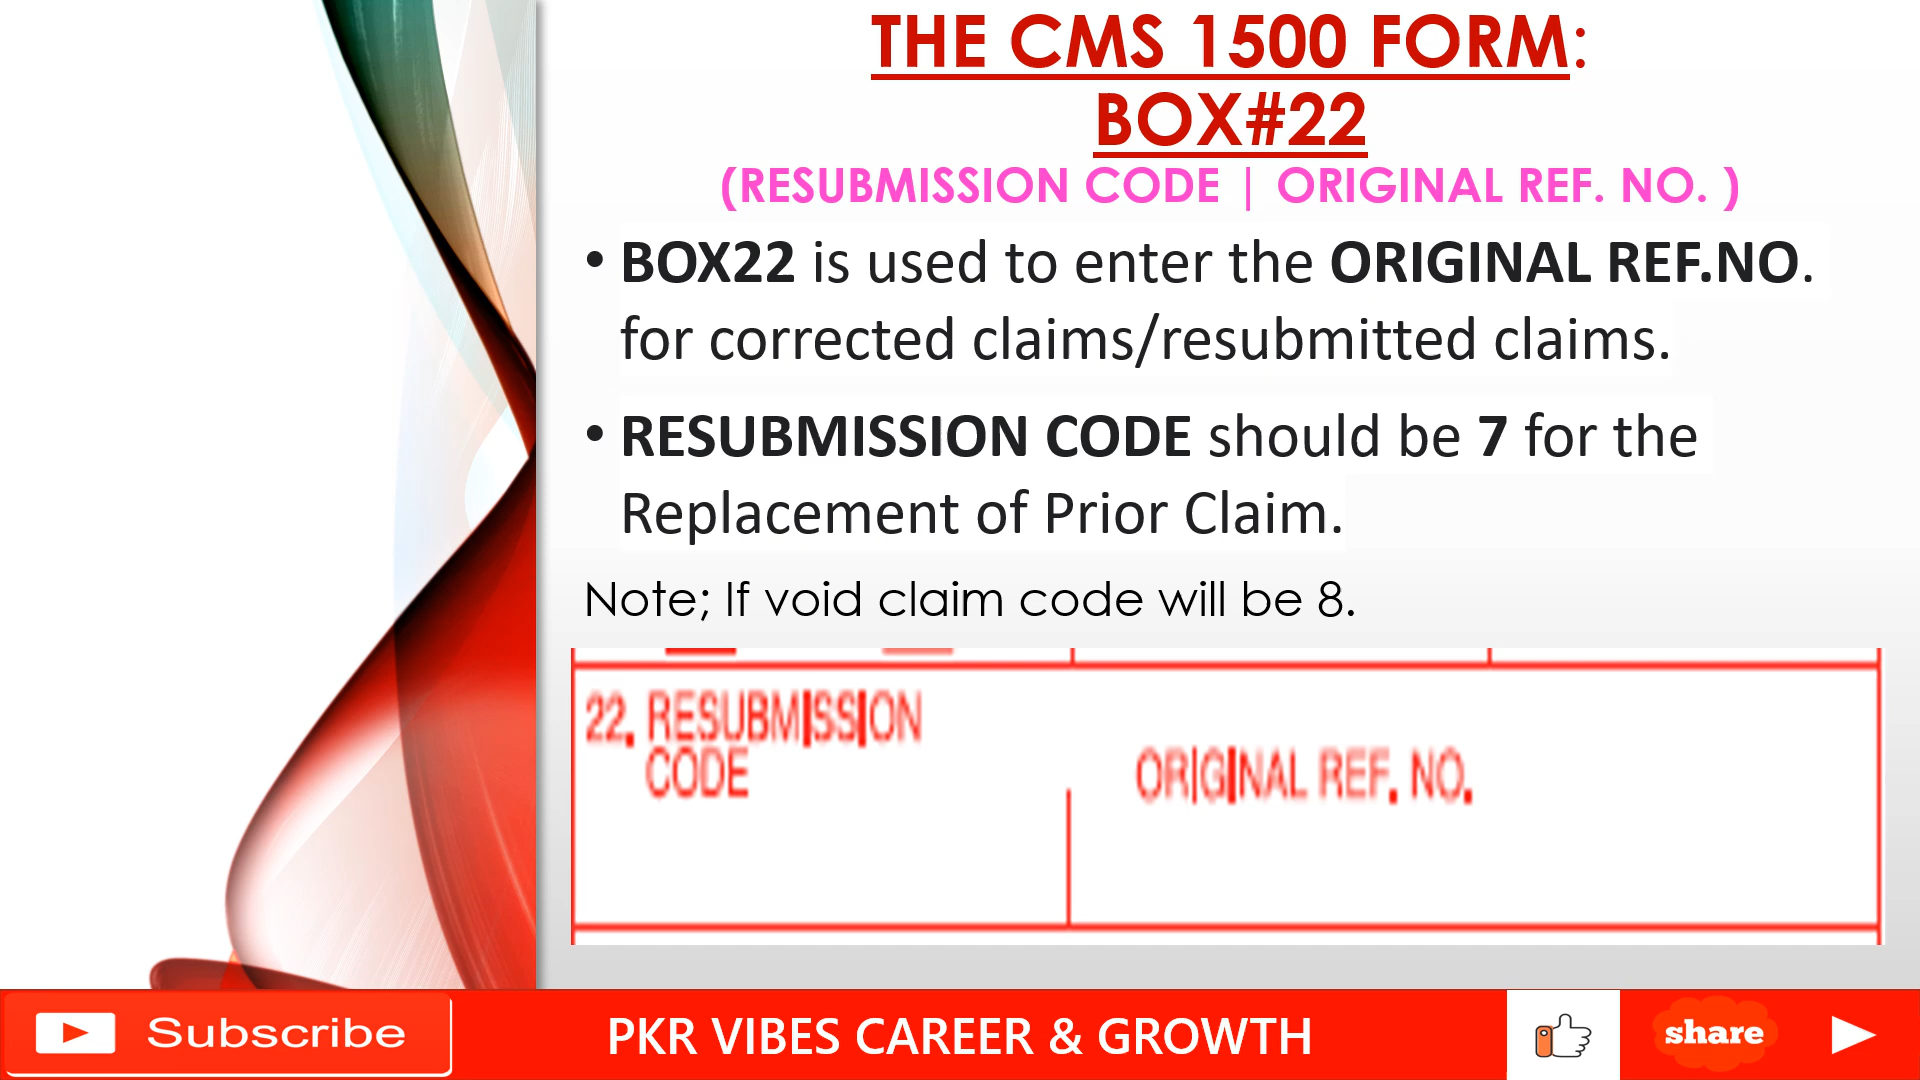 THE CMS 1500 FORM:
BOX#22
(RESUBMISSION CODE | ORIGINAL REF. NO. )
• BOX22 is used to enter the ORIGINAL REF.NO.
for corrected claims/resubmitted claims.
• RESUBMISSION CODE should be 7 for the
Replacement of Prior Claim.
Note; If void claim code will be 8.
22. RESUBMISSION
CODE
ORIGINAL REF. NO.
Subscribe
PKR VIBES CAREER & GROWTH
share